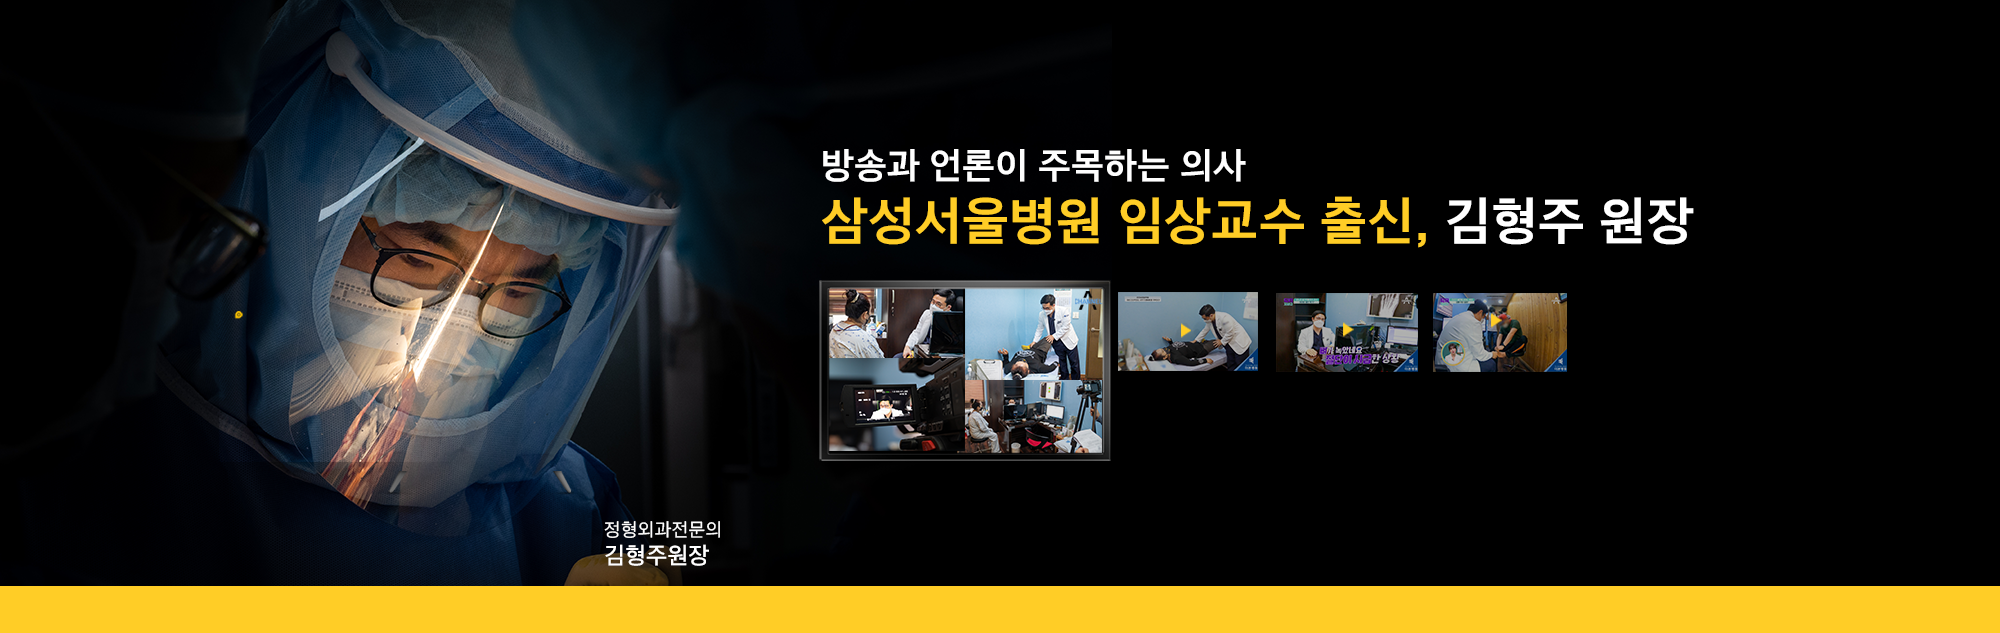 방송과 언론이 주목하는 의사
삼성서울병원 임상교수 출신, 김형주 원장
정형외과전문의
김형주원장